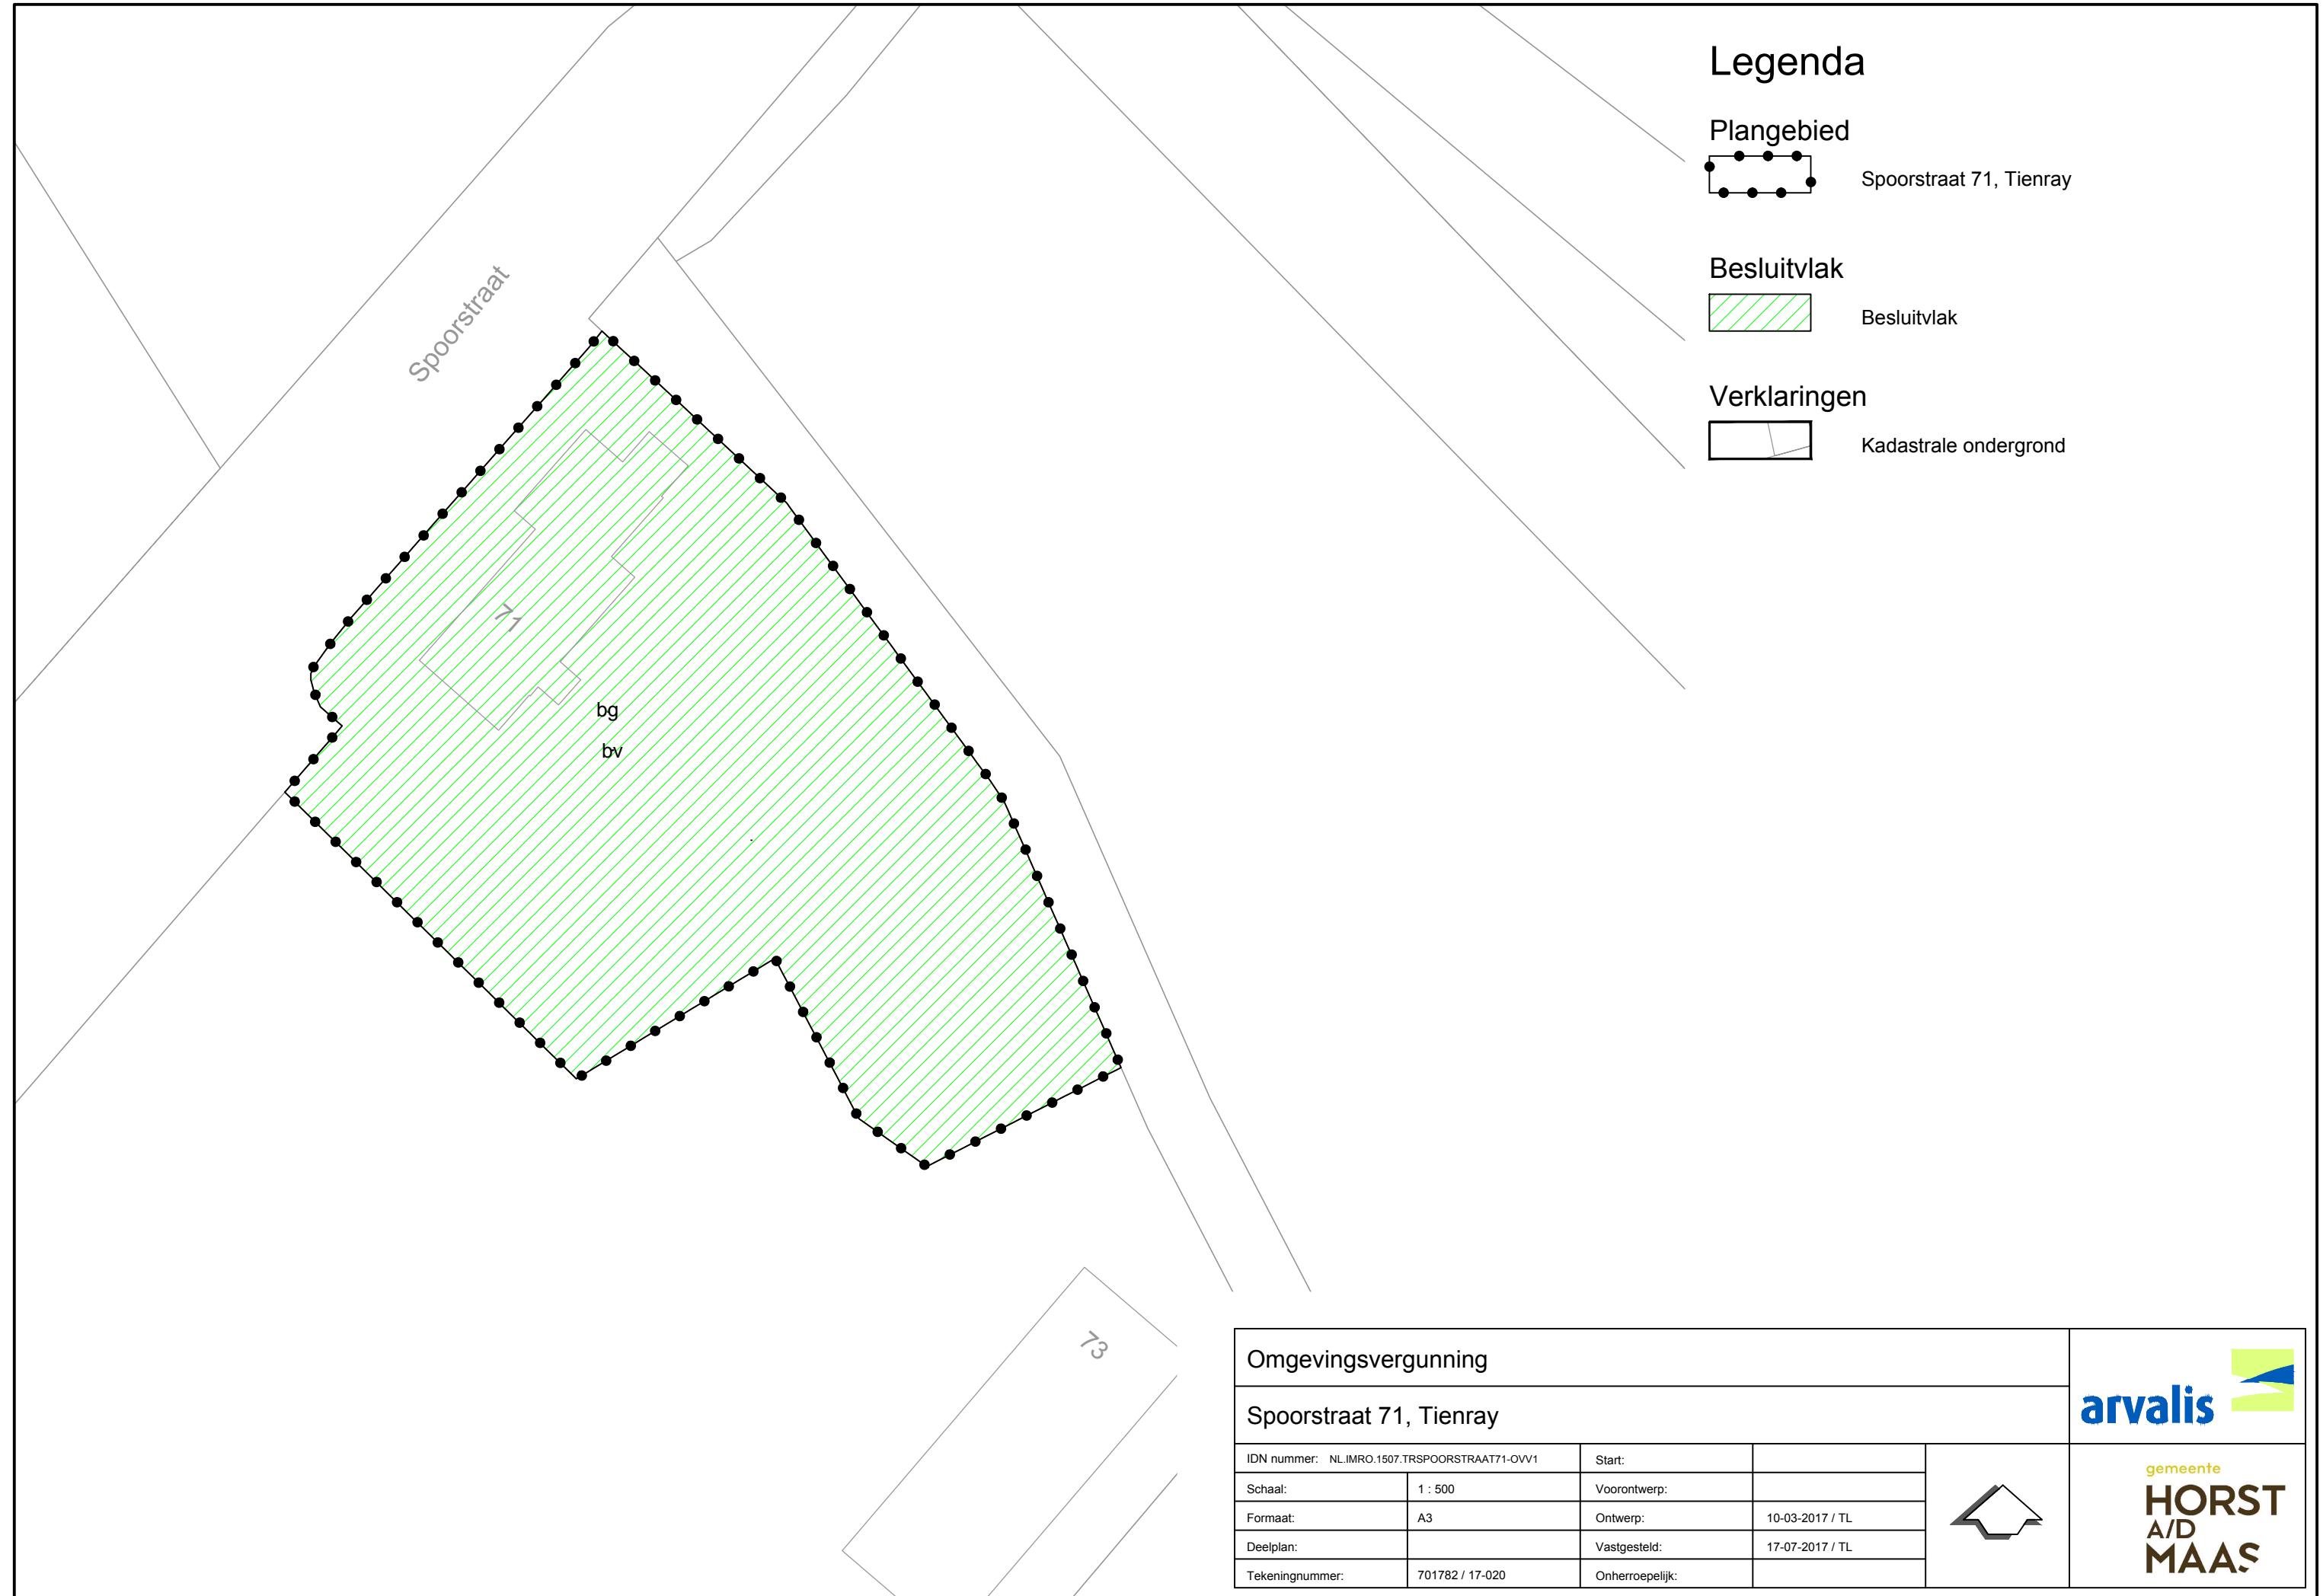 Legenda
Plangebied
Spoorstraat 71, Tienray
Besluitvlak
Besluitvlak
Verklaringen
Kadastrale ondergrond
Spoorstraat
71
bg
bv
73
Omgevingsvergunning
Spoorstraat 71, Tienray
IDN nummer: NL.IMRO.1507.TRSPOORSTRAAT71-OVV1 Start:
Schaal: 1 : 500 Voorontwerp:
Formaat: A3 Ontwerp: 10-03-2017 / TL
Deelplan: Vastgesteld: 17-07-2017 / TL
Tekeningnummer: 701782 / 17-020 Onherroepelijk:
arvalis
gemeente
HORST
A/D
MAAS